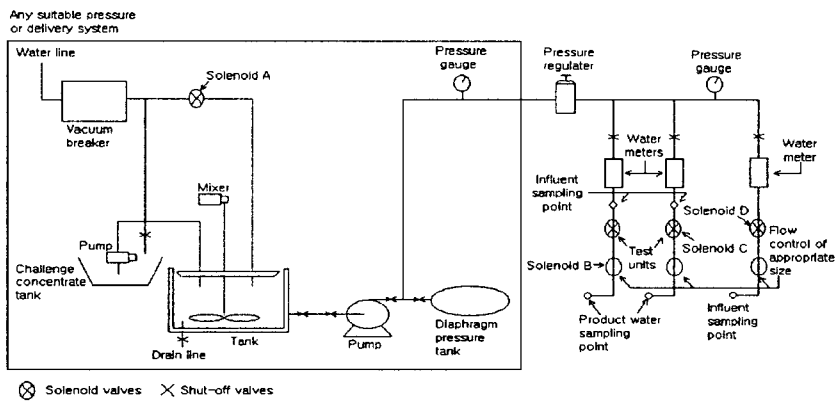 Any suitable pressure
or delivery system
Water line
Solenoid A
Vacuum
breaker
Mixer
Pump
Challenge
concentrate
tank
Drain line
Tank
Pump
Diaphragm
pressure
tank
Pressure
gauge
Pressure
regulater
Pressure
gauge
Water
meters
Water
meter
Influent
sampling
point
Solenoid D
Solenoid B
Test
units
Solenoid C
Flow
control of
appropriate
size
Product water
sampling
point
Influent
sampling
point
Solenoid valves
Shut-off valves